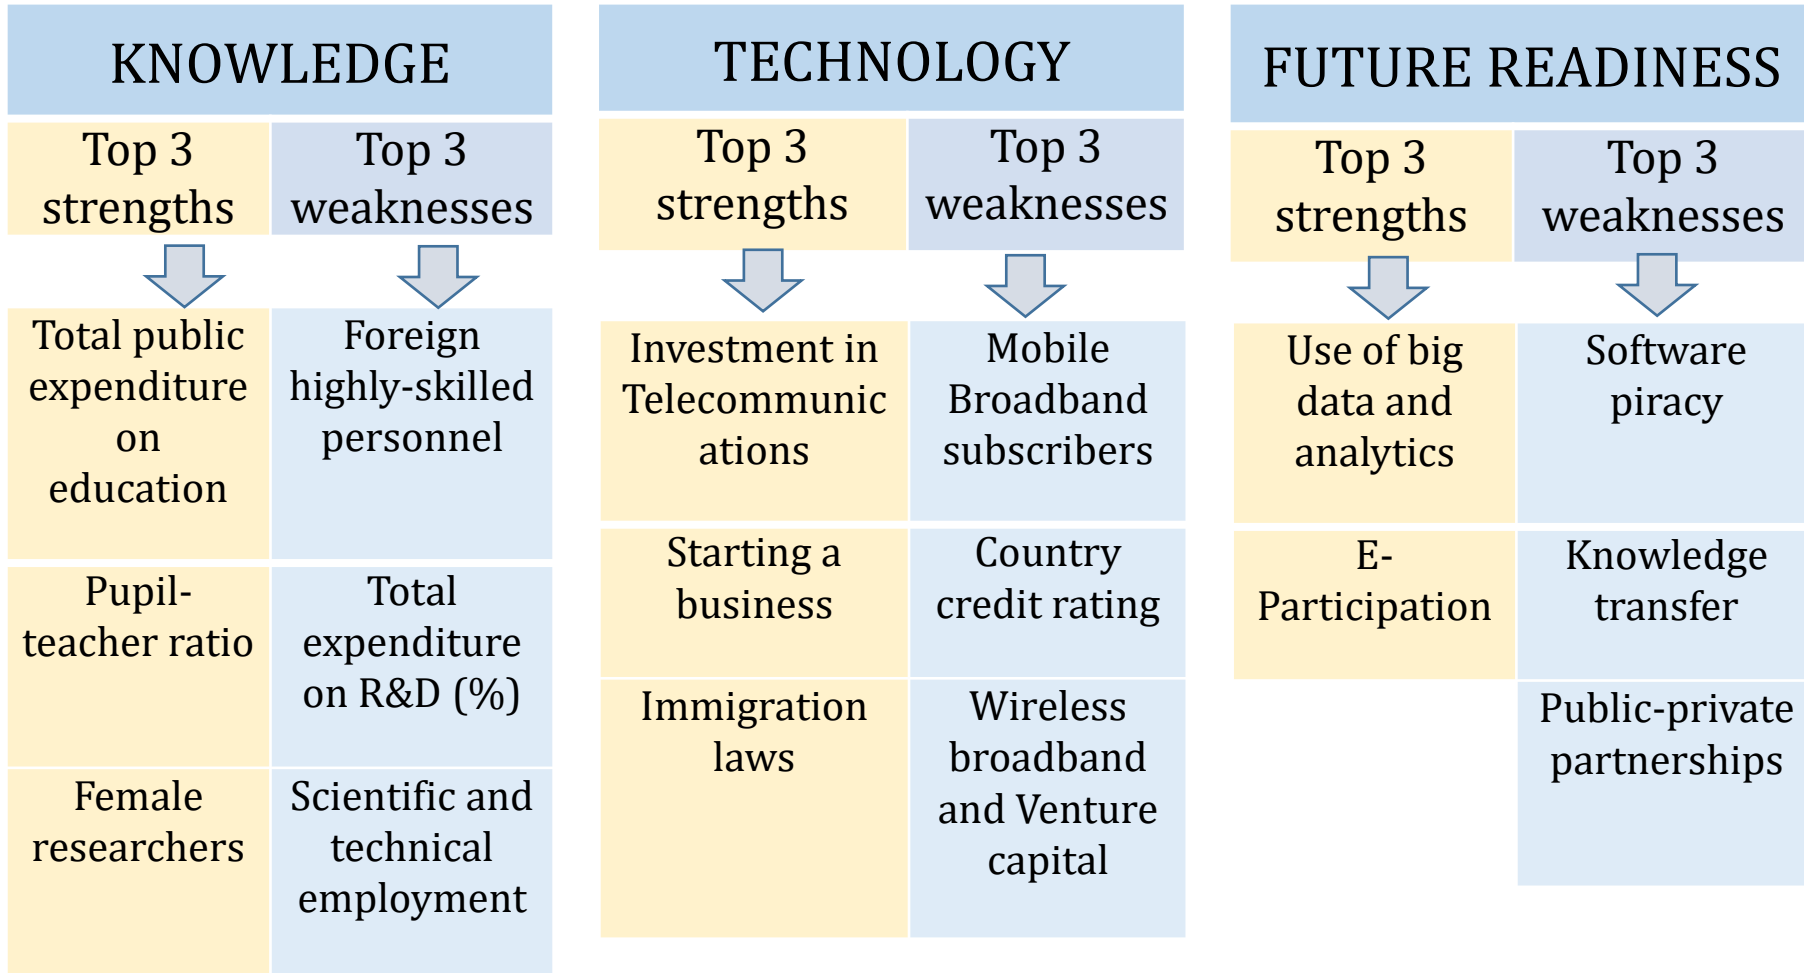 KNOWLEDGE
Top 3
strengths
Top 3
weaknesses
Total public
expenditure
on
education
Foreign
highly-skilled
personnel
Pupil-
teacher ratio
Total
expenditure
on R&D (%)
Female
researchers
Scientific and
technical
employment
TECHNOLOGY
Top 3
strengths
Top 3
weaknesses
Investment in
Telecommunic
ations
Mobile
Broadband
subscribers
Starting a
business
Country
credit rating
Immigration
laws
Wireless
broadband
and Venture
capital
FUTURE READINESS
Top 3
strengths
Top 3
weaknesses
Use of big
data and
analytics
Software
piracy
E-
Participation
Knowledge
transfer
Public-private
partnerships